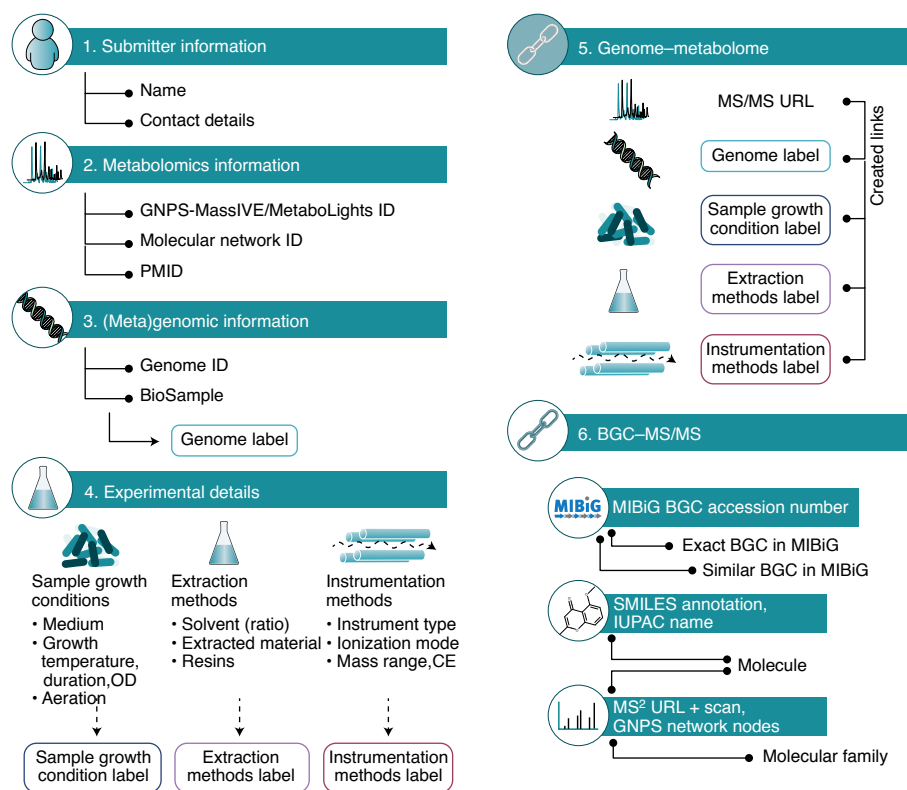 1. Submitter information
Name
Contact details
2. Metabolomics information
GNPS-MassIVE/MetaboLights ID
Molecular network ID
PMID
3. (Meta)genomic information
Genome ID
BioSample
Genome label
4. Experimental details
Sample growth
conditions
• Medium
• Growth
temperature,
duration,OD
• Aeration
Extraction
methods
• Solvent (ratio)
• Extracted material
• Resins
Instrumentation
methods
• Instrument type
• Ionization mode
• Mass range,CE
Sample growth
condition label
Extraction
methods label
Instrumentation
methods label
5. Genome–metabolome
MS/MS URL
Genome label
Sample growth
condition label
Extraction
methods label
Instrumentation
methods label
Created links
6. BGC–MS/MS
MIBiG
MIBiG BGC accession number
Exact BGC in MIBiG
Similar BGC in MIBiG
SMILES annotation,
IUPAC name
Molecule
MS² URL + scan,
GNPS network nodes
Molecular family